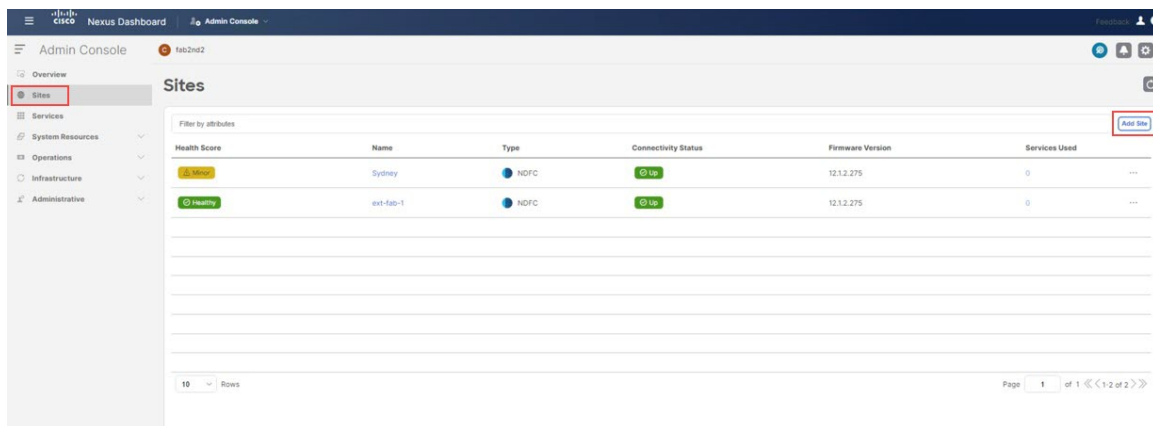 cisco Nexus Dashboard Admin Console Feedback
Admin Console fab2nd2
Overview
Sites
Sites
Services
System Resources
Operations
Infrastructure
Administrative
Filter by attributes Add Site
Health Score Name Type Connectivity Status Firmware Version Services Used
Minor Sydney NDFC Up 12.1.2.275 0 ...
Healthy ext-fab-1 NDFC Up 12.1.2.275 0 ...
10 Rows Page 1 of 1 1-2 of 2